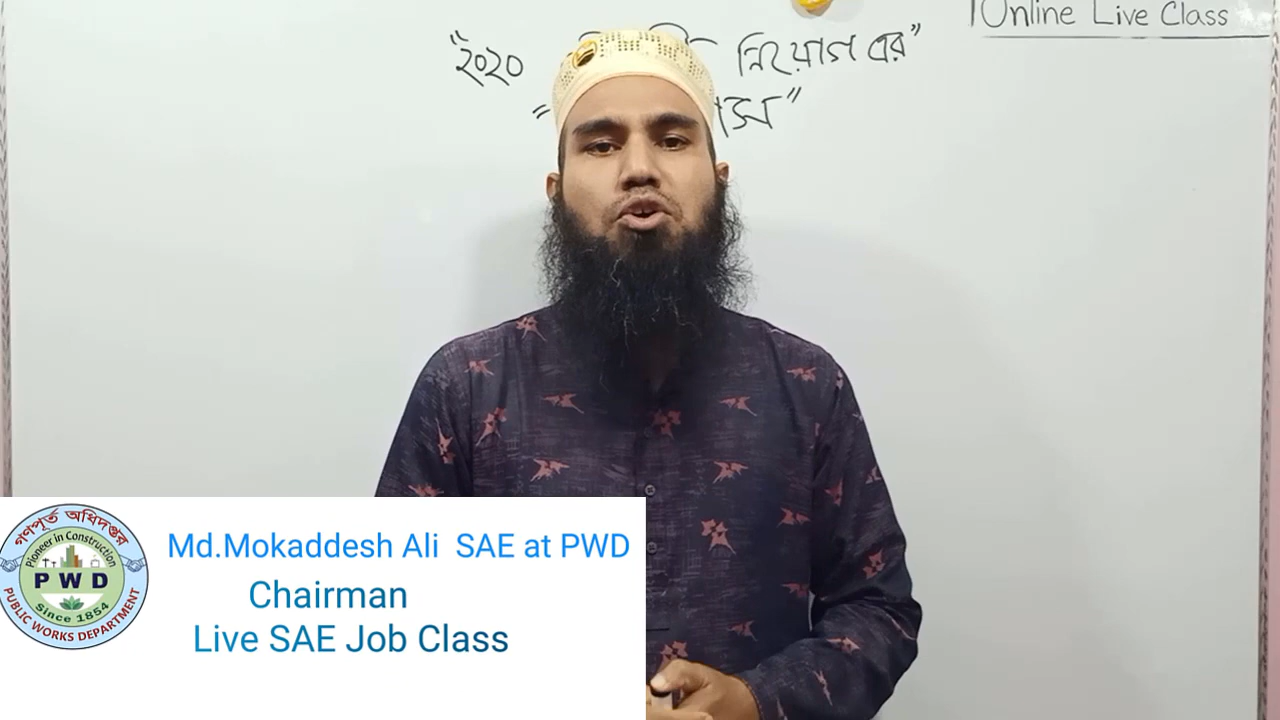 Online Live Class
"২০২০ নিয়োগ এর"
গণপূর্ত অধিদপ্তর
Pioneer in Construction
PWD
Since 1854
PUBLIC WORKS DEPARTMENT
Md.Mokaddesh Ali SAE at PWD
Chairman
Live SAE Job Class